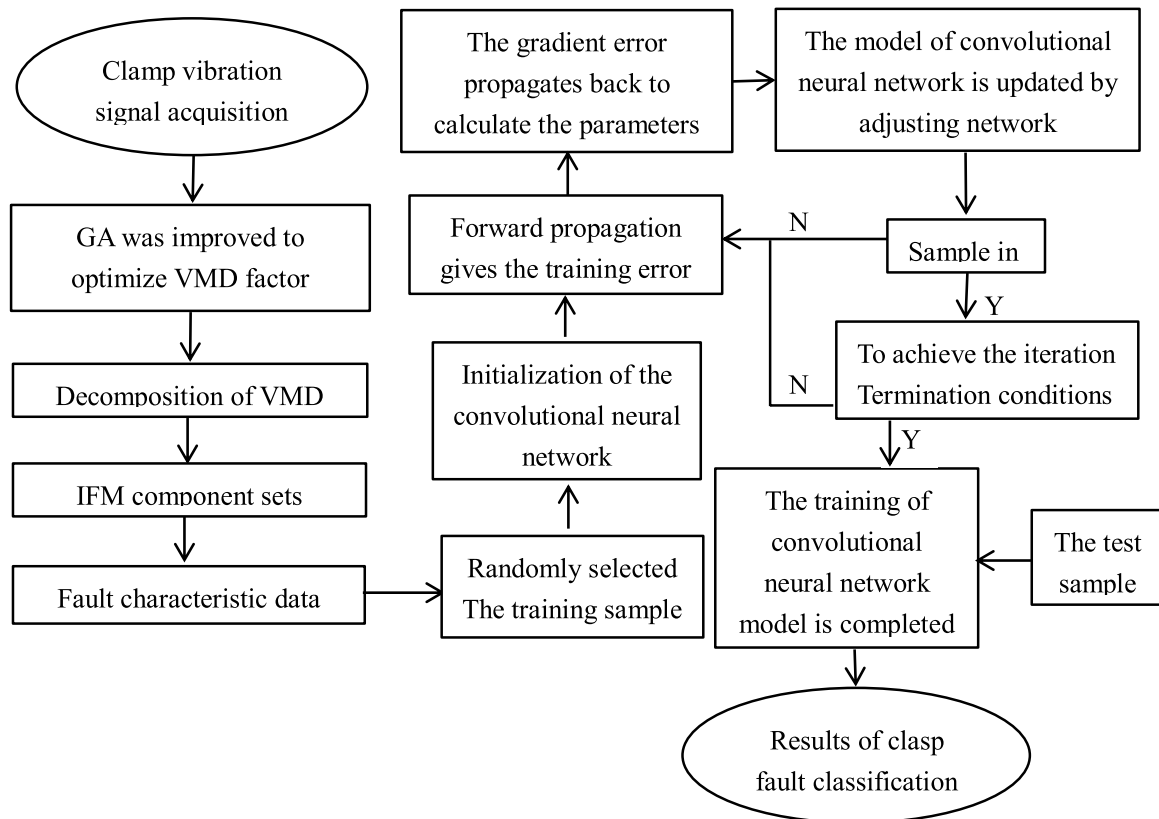 Clamp vibration
signal acquisition
GA was improved to
optimize VMD factor
Decomposition of VMD
IFM component sets
Fault characteristic data
Randomly selected
The training sample
Initialization of the
convolutional neural
network
Forward propagation
gives the training error
The gradient error
propagates back to
calculate the parameters
The model of convolutional
neural network is updated by
adjusting network
Sample in
N
Y
To achieve the iteration
Termination conditions
N
Y
The training of
convolutional
neural network
model is completed
The test
sample
Results of clasp
fault classification